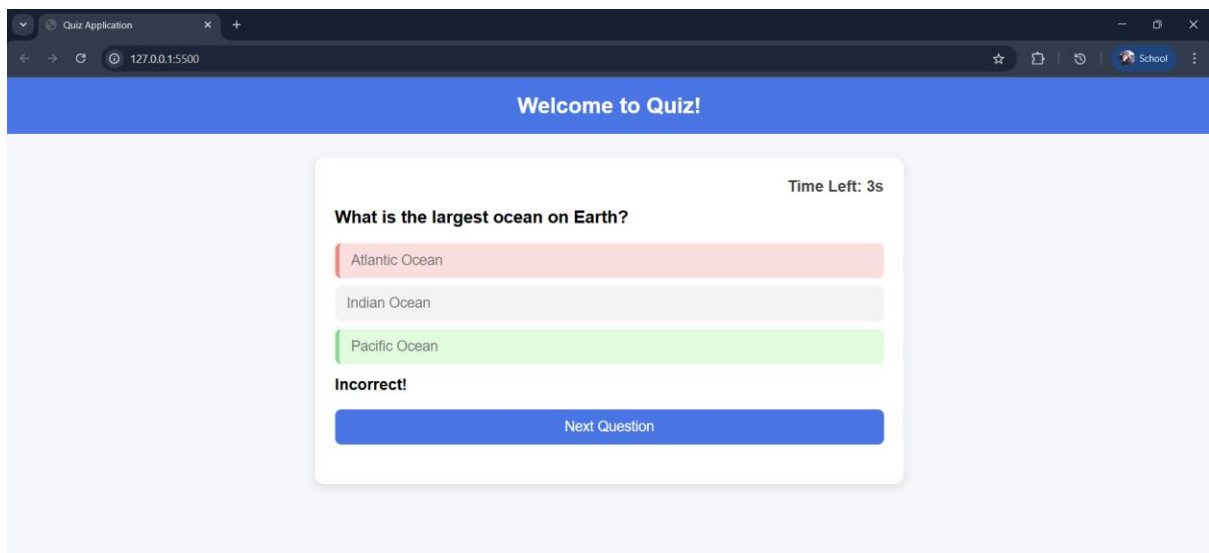 Quiz Application
127.0.0.1:5500
School
Welcome to Quiz!
Time Left: 3s
What is the largest ocean on Earth?
Atlantic Ocean
Indian Ocean
Pacific Ocean
Incorrect!
Next Question